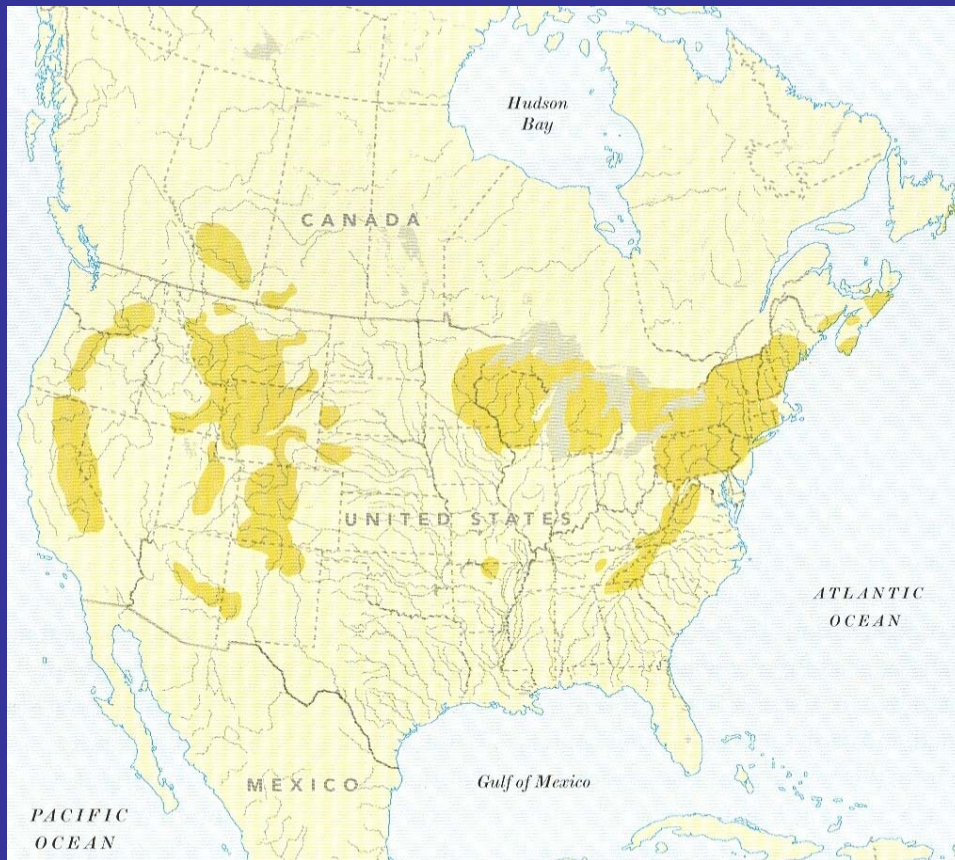 Hudson
Bay
CANADA
UNITED STATES
ATLANTIC
OCEAN
MEXICO
Gulf of Mexico
PACIFIC
OCEAN